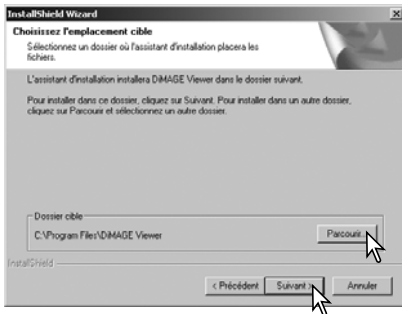 InstallShield Wizard
Choisissez l'emplacement cible
Sélectionnez un dossier où l'assistant d'installation placera les
fichiers.
L'assistant d'installation installera DiMAGE Viewer dans le dossier suivant.
Pour installer dans ce dossier, cliquez sur Suivant. Pour installer dans un autre dossier,
cliquez sur Parcourir et sélectionnez un autre dossier.
Dossier cible
C:\Program Files\DiMAGE Viewer
Parcourir...
InstallShield
< Précédent
Suivant >
Annuler